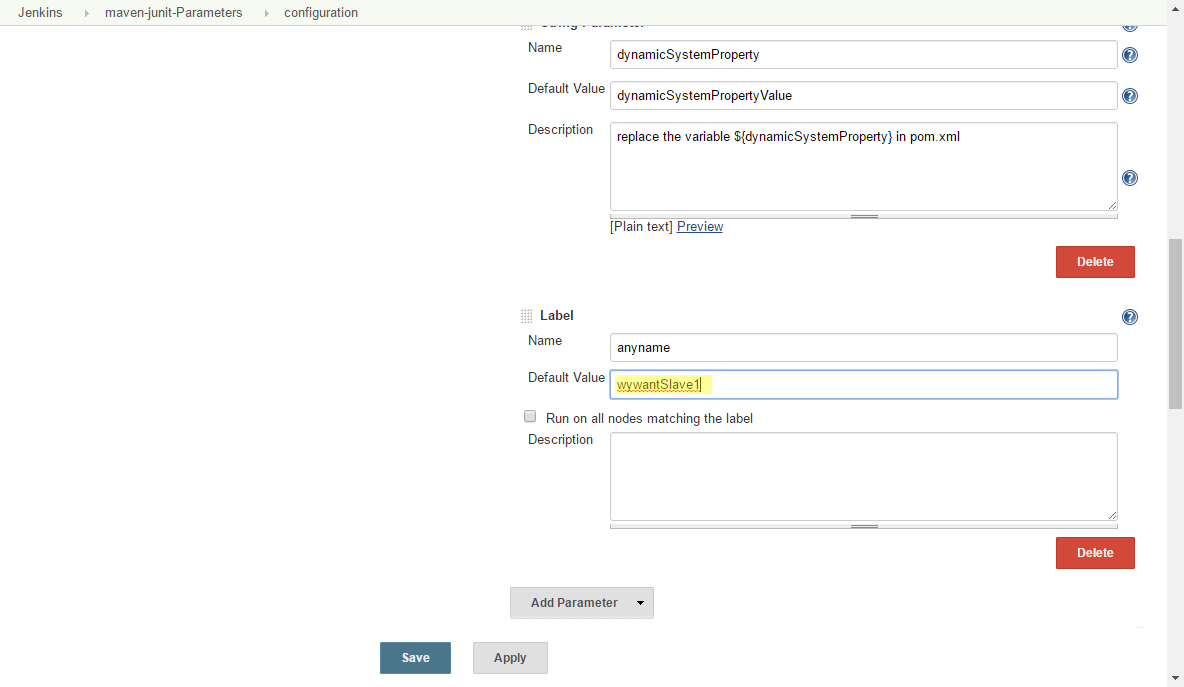 Jenkins maven-junit-Parameters configuration
String Parameter
Name dynamicSystemProperty
Default Value dynamicSystemPropertyValue
Description replace the variable ${dynamicSystemProperty} in pom.xml
[Plain text] Preview
Delete
Label
Name anyname
Default Value wywantSlave1
Run on all nodes matching the label
Description
Delete
Add Parameter
Save Apply